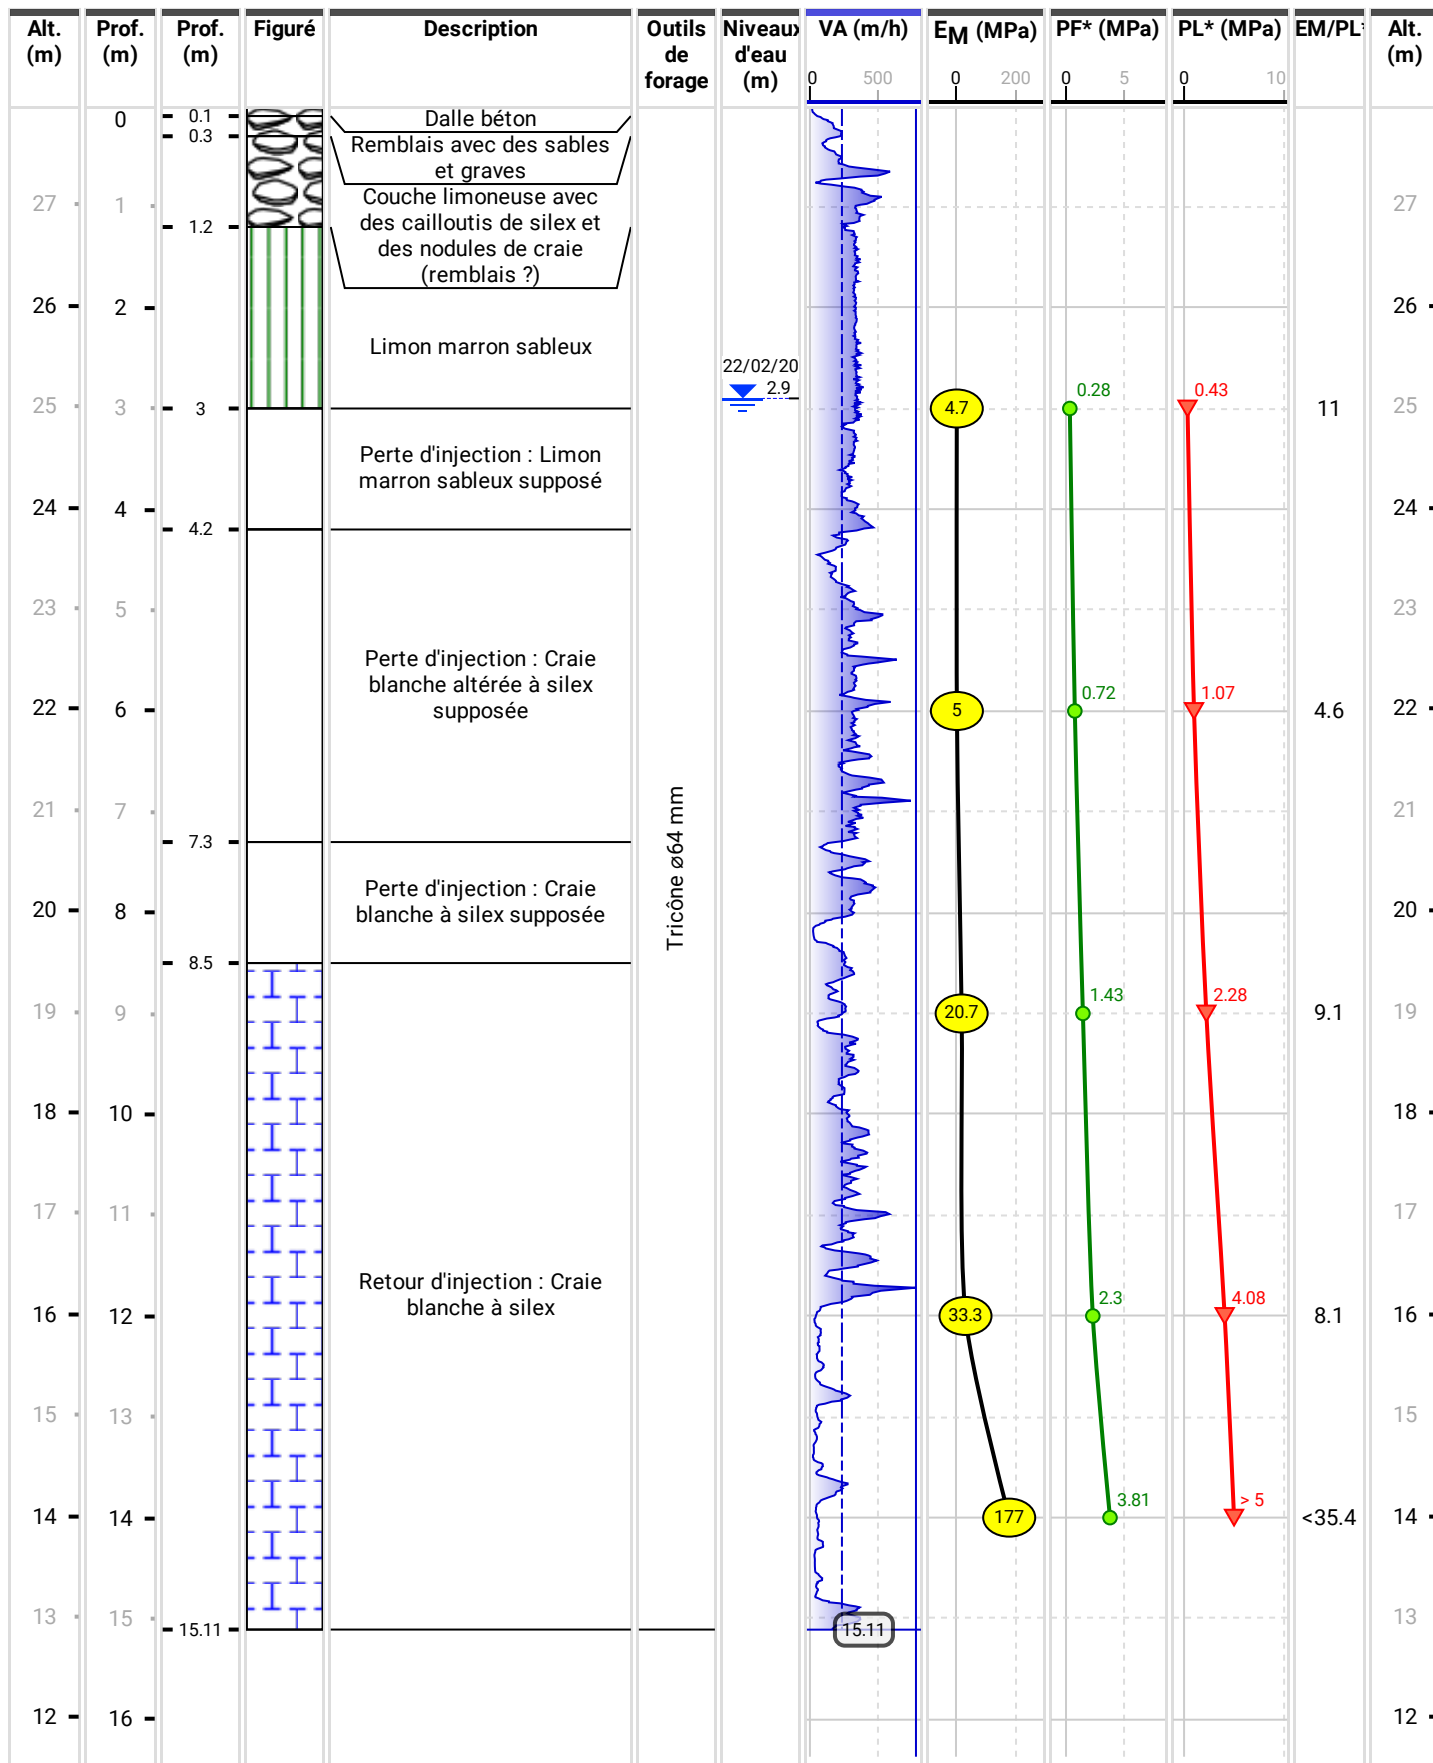 Alt.
(m)
Prof.
(m)
Prof.
(m)
Figuré
Description
Outils
de
forage
Niveaux
d'eau
(m)
VA (m/h)
0 500
EM (MPa)
0 200
PF* (MPa)
0 5
PL* (MPa)
0 10
EM/PL*
Alt.
(m)
27
26
25
24
23
22
21
20
19
18
17
16
15
14
13
12
0
1
2
3
4
5
6
7
8
9
10
11
12
13
14
15
16
0.1
0.3
1.2
3
4.2
7.3
8.5
15.11
Dalle béton
Remblais avec des sables
et graves
Couche limoneuse avec
des cailloutis de silex et
des nodules de craie
(remblais ?)
Limon marron sableux
Perte d'injection : Limon
marron sableux supposé
Perte d'injection : Craie
blanche altérée à silex
supposée
Perte d'injection : Craie
blanche à silex supposée
Retour d'injection : Craie
blanche à silex
Tricône ø64 mm
22/02/20
2.9
15.11
4.7
5
20.7
33.3
177
0.28
0.72
1.43
2.3
3.81
0.43
1.07
2.28
4.08
> 5
11
4.6
9.1
8.1
<35.4
27
26
25
24
23
22
21
20
19
18
17
16
15
14
13
12